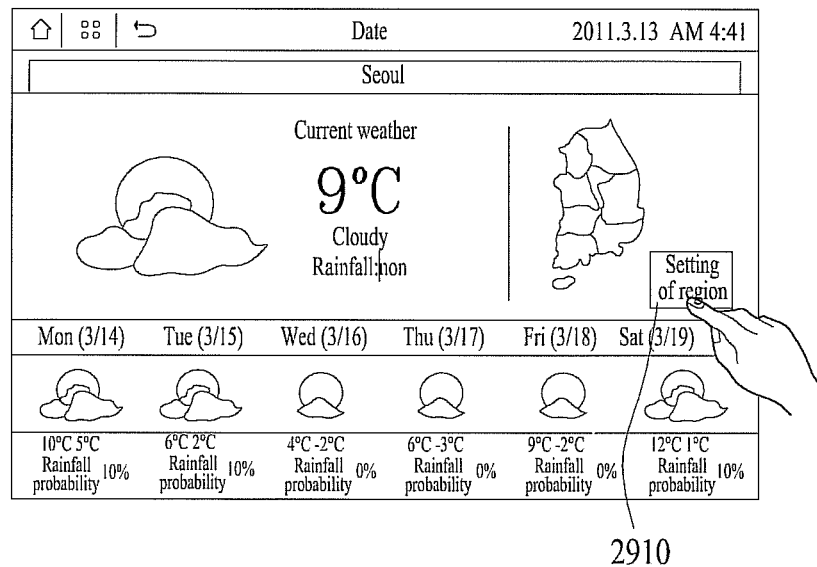 Date
2011.3.13 AM 4:41
Seoul
Current weather
9°C
Cloudy
Rainfall:non
Setting
of region
Mon (3/14) Tue (3/15) Wed (3/16) Thu (3/17) Fri (3/18) Sat (3/19)
10°C 5°C 6°C 2°C 4°C -2°C 6°C -3°C 9°C -2°C 12°C 1°C
Rainfall probability 10% Rainfall probability 10% Rainfall probability 0% Rainfall probability 0% Rainfall probability 0% Rainfall probability 10%
2910